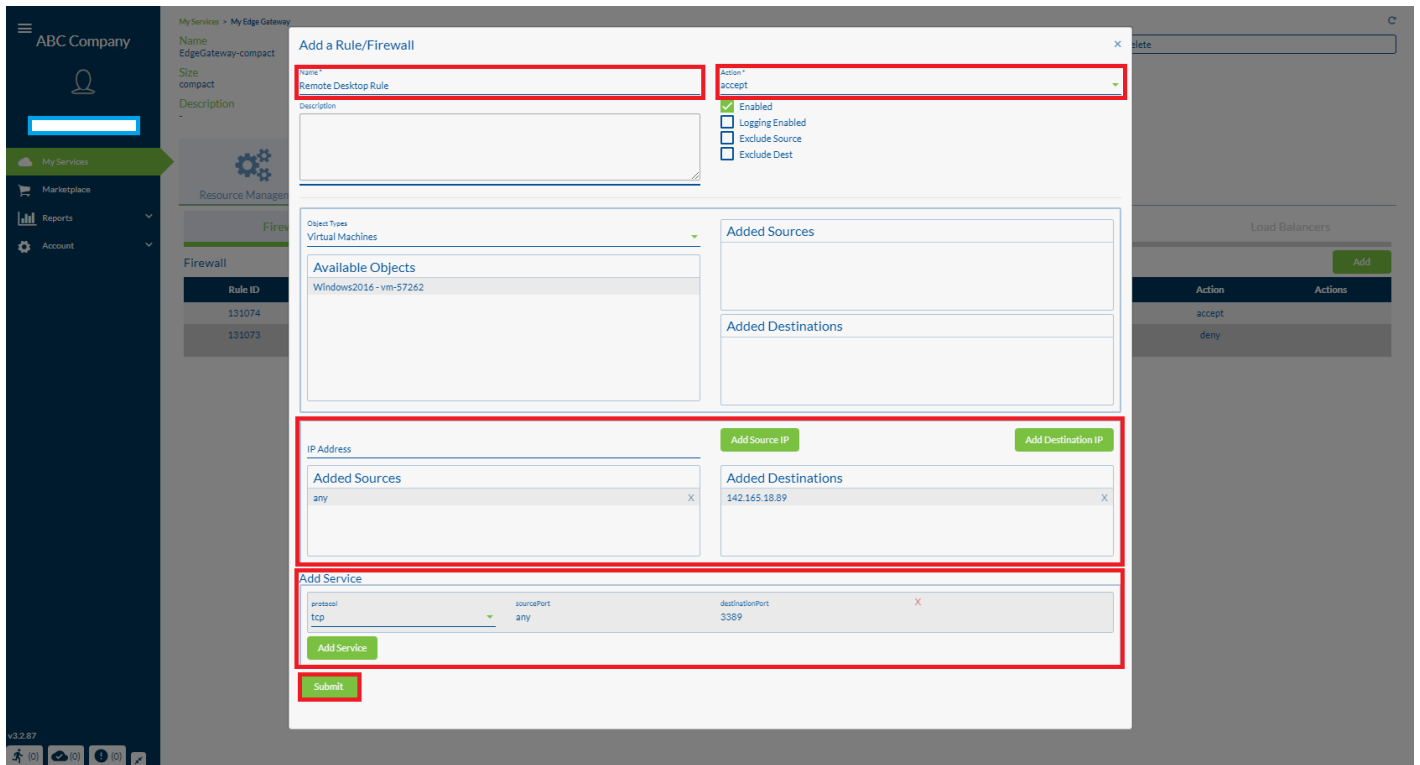 My Services > My Edge Gateway
ABC Company
Name
EdgeGateway-compact
Size
compact
Description
-
My Services
Marketplace
Reports
Account
Resource Manager
Load Balancers
Firewall
Add
Rule ID
Action
Actions
131074
accept
131073
deny
Add a Rule/Firewall
×
Name *
Remote Desktop Rule
Action *
accept
Description
Enabled
Logging Enabled
Exclude Source
Exclude Dest
Object Types
Virtual Machines
Available Objects
Windows2016 - vm-57262
Added Sources
Added Destinations
IP Address
Add Source IP
Add Destination IP
Added Sources
any X
Added Destinations
142.165.18.89 X
Add Service
protocol
tcp
sourcePort
any
destinationPort
3389
X
Add Service
Submit
v3.2.87
(0)
(0)
(0)